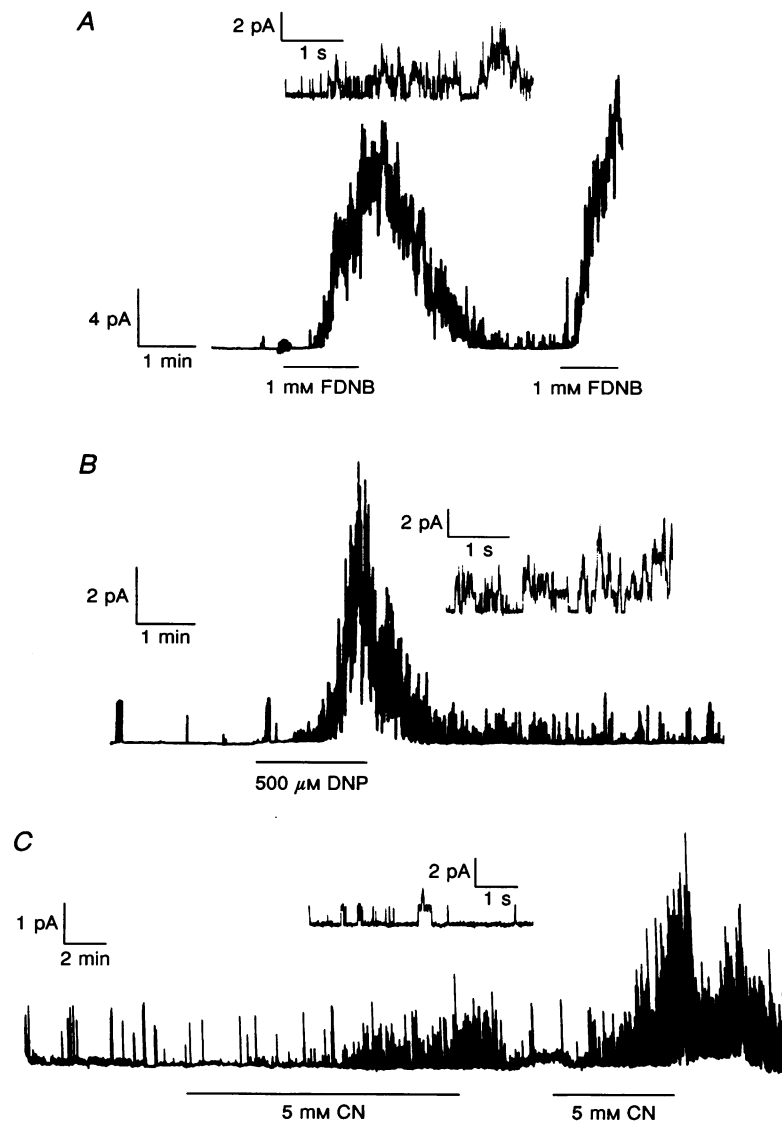 A
2 pA
1 s
4 pA
1 min
1 mM FDNB
1 mM FDNB
B
2 pA
1 s
2 pA
1 min
500 μM DNP
C
2 pA
1 s
1 pA
2 min
5 mM CN
5 mM CN